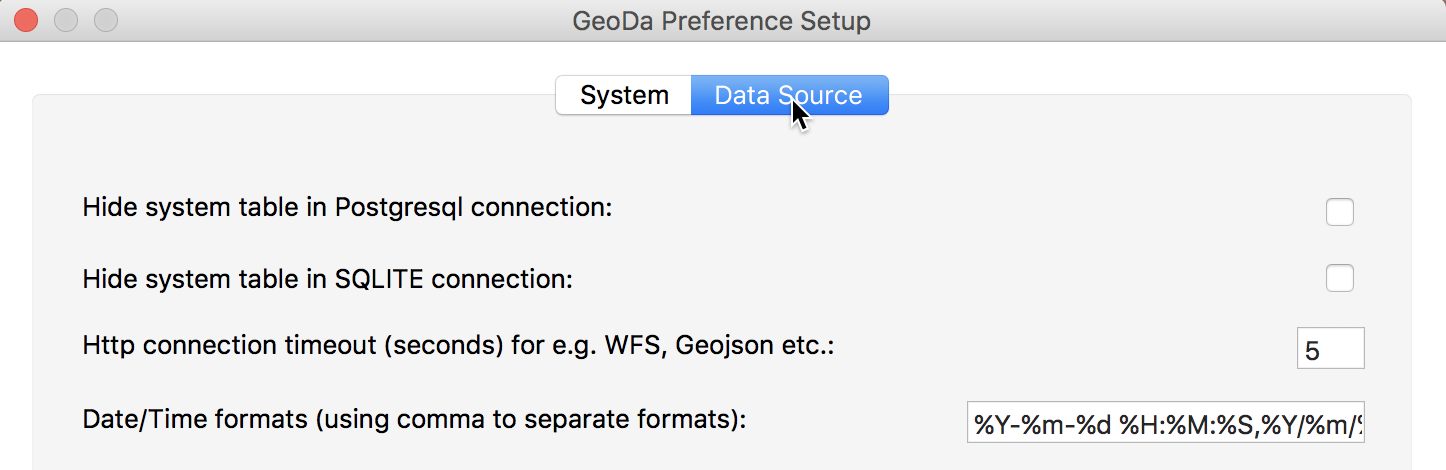 GeoDa Preference Setup
System Data Source
Hide system table in Postgresql connection:
Hide system table in SQLITE connection:
Http connection timeout (seconds) for e.g. WFS, Geojson etc.: 5
Date/Time formats (using comma to separate formats): %Y-%m-%d %H:%M:%S,%Y/%m/%